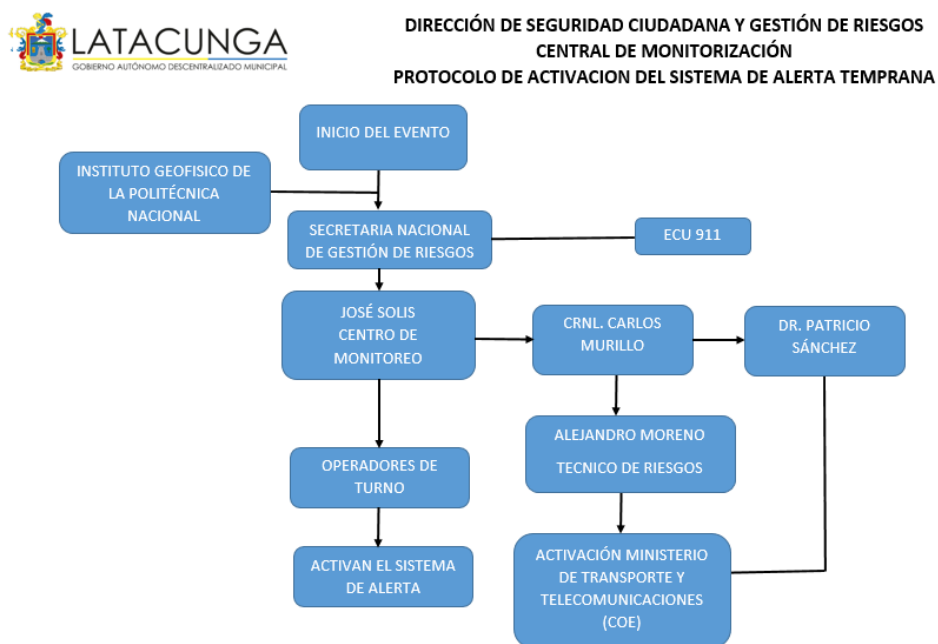 LATACUNGA
GOBIERNO AUTÓNOMO DESCENTRALIZADO MUNICIPAL
DIRECCIÓN DE SEGURIDAD CIUDADANA Y GESTIÓN DE RIESGOS
CENTRAL DE MONITORIZACIÓN
PROTOCOLO DE ACTIVACION DEL SISTEMA DE ALERTA TEMPRANA
INICIO DEL EVENTO
INSTITUTO GEOFISICO DE
LA POLITÉCNICA
NACIONAL
SECRETARIA NACIONAL
DE GESTIÓN DE RIESGOS
ECU 911
JOSÉ SOLIS
CENTRO DE
MONITOREO
CRNL. CARLOS
MURILLO
DR. PATRICIO
SÁNCHEZ
ALEJANDRO MORENO
TECNICO DE RIESGOS
OPERADORES DE
TURNO
ACTIVAN EL SISTEMA
DE ALERTA
ACTIVACIÓN MINISTERIO
DE TRANSPORTE Y
TELECOMUNICACIONES
(COE)